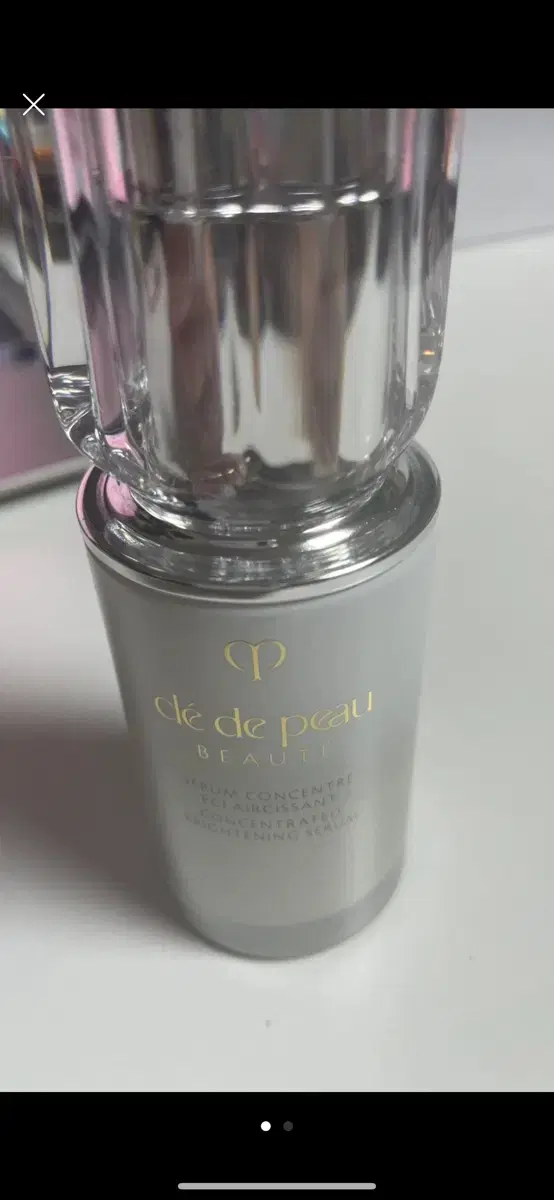 clé de peau
BEAUTÉ
SÉRUM CONCENTRÉ
ÉCLAIRCISSANT
CONCENTRATED
BRIGHTENING SERUM